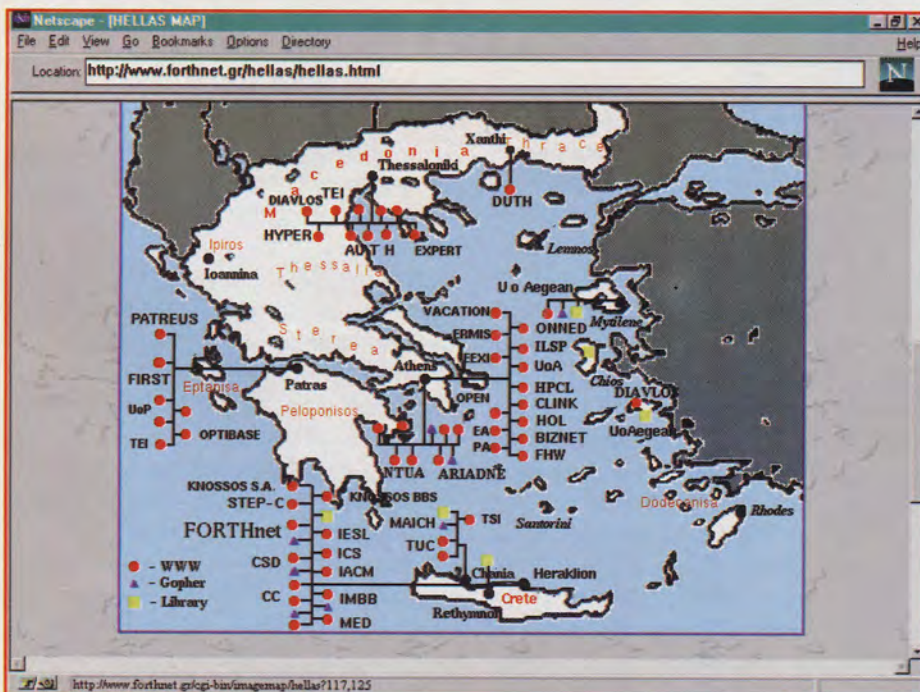 Netscape - [HELLAS MAP]
File Edit View Go Bookmarks Options Directory Help
Location: http://www.forthnet.gr/hellas/hellas.html
N
Macedonia
Thrace
Xanthi
Thessaloniki
DIAVLOS TEI
DUTH
HYPER AUTH EXPERT
Lemnos
Ipiros
Ioannina
Thessalia
U o Aegean
VACATION
Mytilene
PATREUS
ERMIS
ONNED
Sterea
EEXI
ILSP
Athens
UoA
Chios
FIRST
Eptanisa
Patras
OPEN
HPCL
DIAVLOS
UoP
Peloponisos
CLINK
HOL
UoAegean
OPTIBASE
EA
BIZNET
TEI
PA
FHW
NTUA ARIADNE
KNOSSOS S.A.
KNOSSOS BBS
STEP-C
Dodecanisa
MAICH
TSI
Santorini
Rhodes
FORTHnet
IESL
TUC
ICS
CSD
IACM
Chania
Heraklion
- WWW
- Gopher
- Library
CC
IMBB
Rethymnon
Crete
MED
http://www.forthnet.gr/cgi-bin/imagemap/hellas?117,125